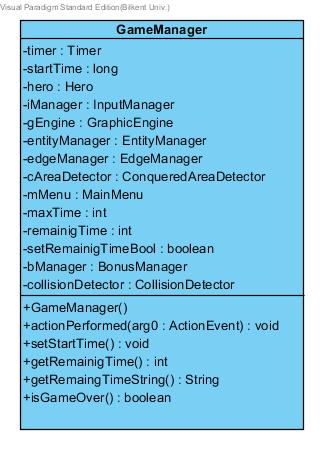 Visual Paradigm Standard Edition(Bilkent Univ.)
GameManager
-timer : Timer
-startTime : long
-hero : Hero
-iManager : InputManager
-gEngine : GraphicEngine
-entityManager : EntityManager
-edgeManager : EdgeManager
-cAreaDetector : ConqueredAreaDetector
-mMenu : MainMenu
-maxTime : int
-remainigTime : int
-setRemainigTimeBool : boolean
-bManager : BonusManager
-collisionDetector : CollisionDetector
+GameManager()
+actionPerformed(arg0 : ActionEvent) : void
+setStartTime() : void
+getRemainigTime() : int
+getRemaingTimeString() : String
+isGameOver() : boolean